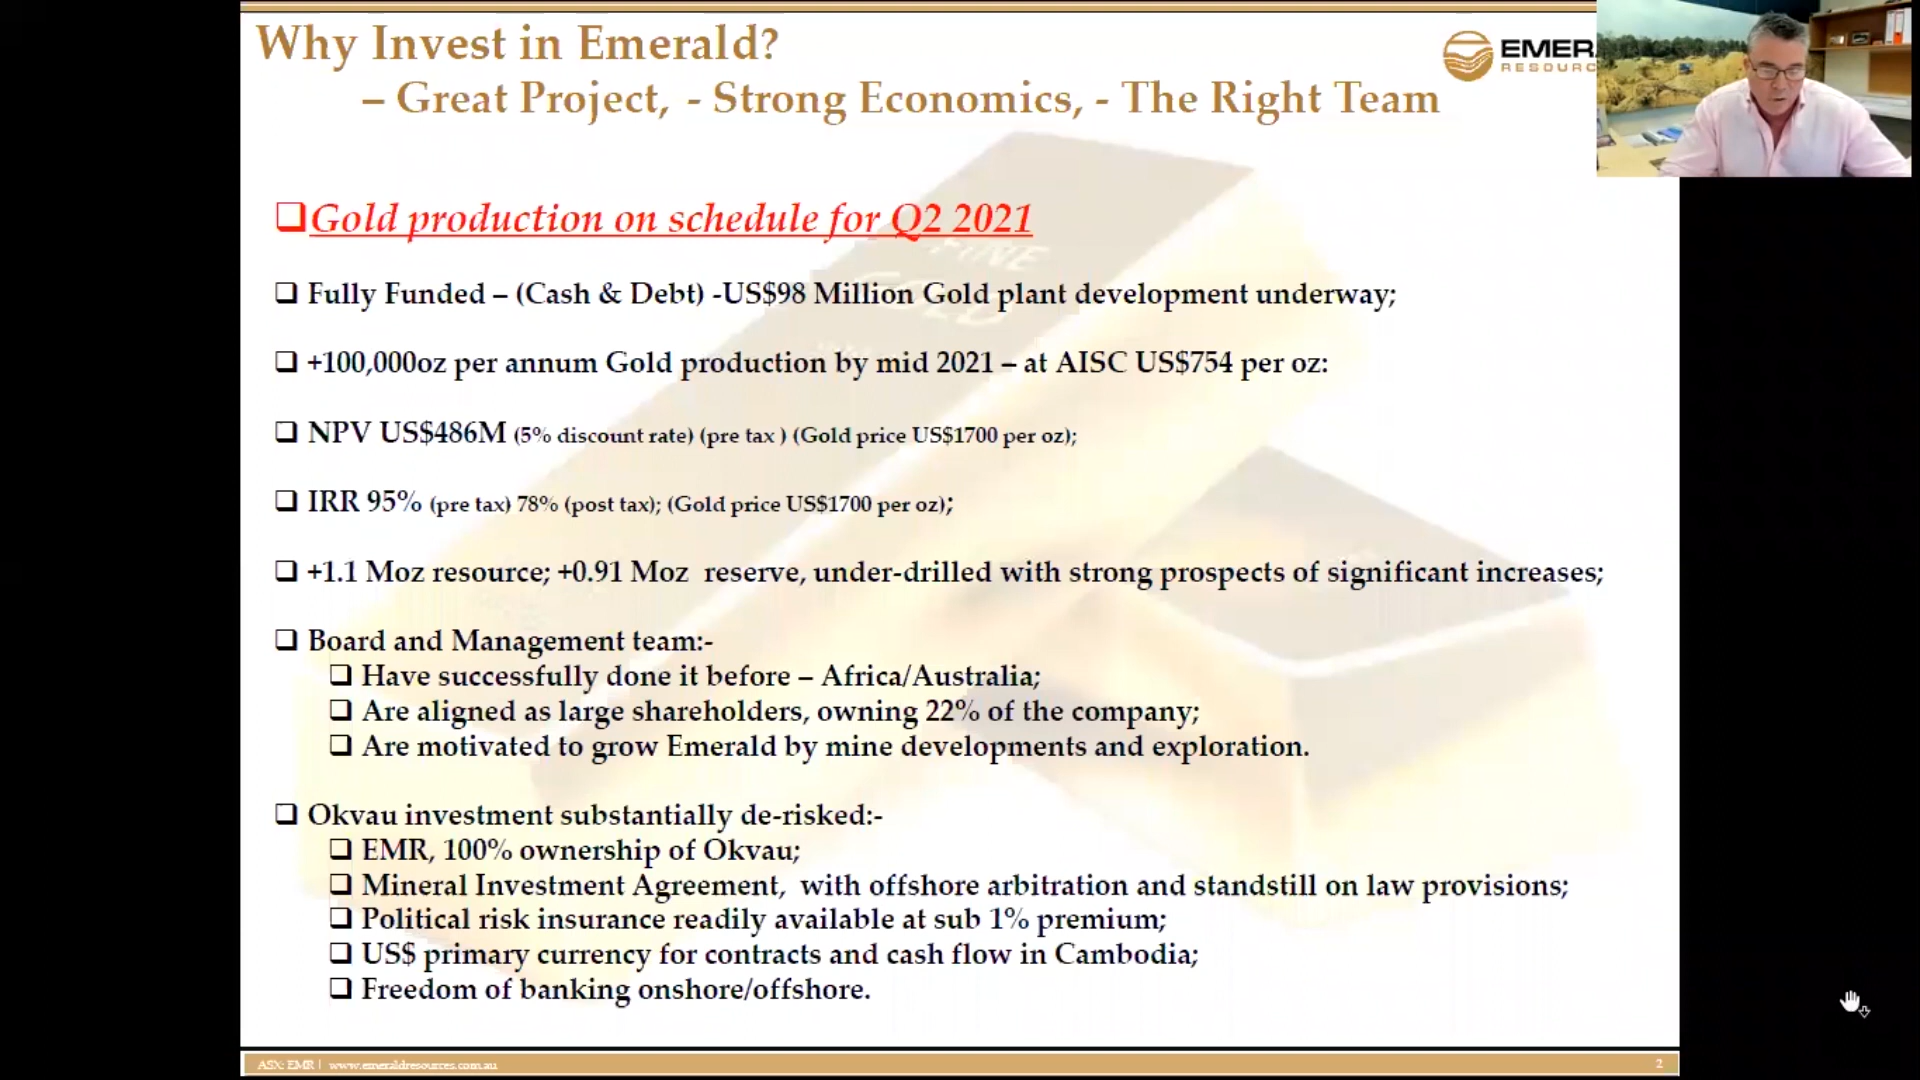 Why Invest in Emerald?
– Great Project, - Strong Economics, - The Right Team
EMER
RESOURC
Gold production on schedule for Q2 2021
Fully Funded – (Cash & Debt) -US$98 Million Gold plant development underway;
+100,000oz per annum Gold production by mid 2021 – at AISC US$754 per oz:
NPV US$486M (5% discount rate) (pre tax ) (Gold price US$1700 per oz);
IRR 95% (pre tax) 78% (post tax); (Gold price US$1700 per oz);
+1.1 Moz resource; +0.91 Moz reserve, under-drilled with strong prospects of significant increases;
Board and Management team:-
Have successfully done it before – Africa/Australia;
Are aligned as large shareholders, owning 22% of the company;
Are motivated to grow Emerald by mine developments and exploration.
Okvau investment substantially de-risked:-
EMR, 100% ownership of Okvau;
Mineral Investment Agreement, with offshore arbitration and standstill on law provisions;
Political risk insurance readily available at sub 1% premium;
US$ primary currency for contracts and cash flow in Cambodia;
Freedom of banking onshore/offshore.
FINE
GOLD
ASX: EMR | www.emeraldresources.com.au
2